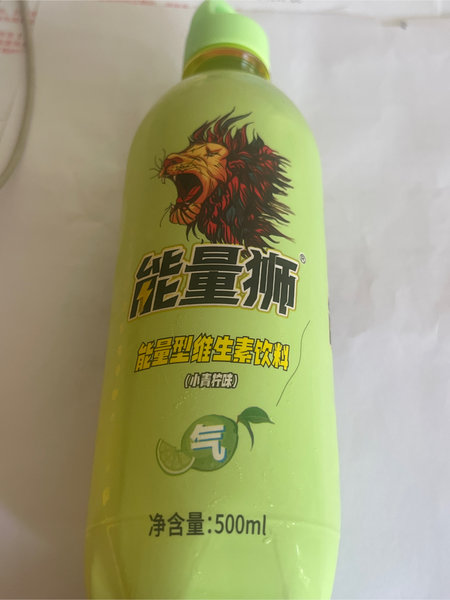 能量狮®
能量型维生素饮料
(小青柠味)
气
净含量:500ml